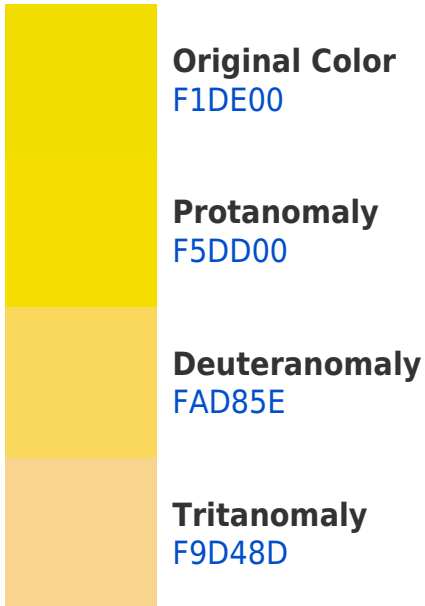 Original Color
F1DE00
Protanomaly
F5DD00
Deuteranomaly
FAD85E
Tritanomaly
F9D48D